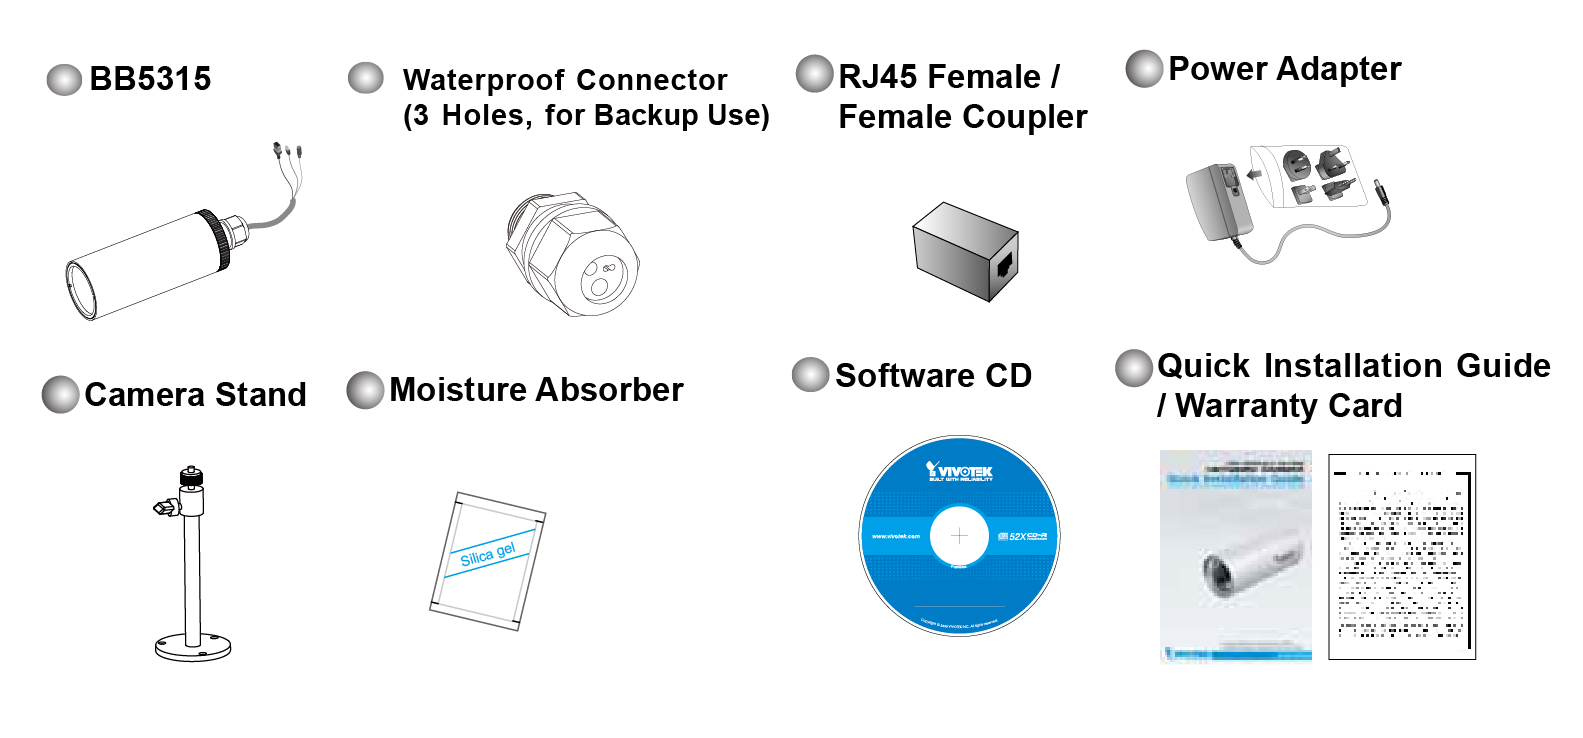 BB5315
Waterproof Connector
(3 Holes, for Backup Use)
RJ45 Female /
Female Coupler
Power Adapter
Camera Stand
Moisture Absorber
Software CD
Quick Installation Guide
/ Warranty Card
Silica gel
VIVOTEK
BUILT WITH RELIABILITY
www.vivotek.com
52X CD-R
Quick Installation Guide